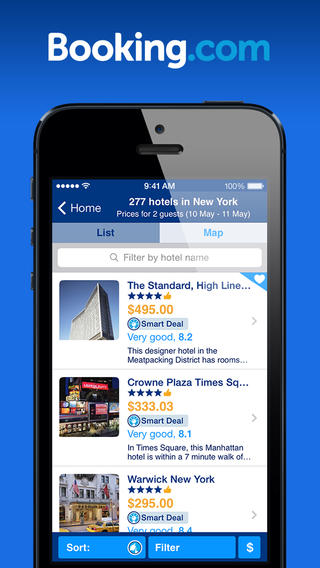 Booking.com
9:41 AM
100%
Home
277 hotels in New York
Prices for 2 guests (10 May - 11 May)
List
Map
Filter by hotel name
The Standard, High Line...
$495.00
Smart Deal
Very good, 8.2
This designer hotel in the
Meatpacking District has rooms...
Crowne Plaza Times Sq...
$333.03
Smart Deal
Very good, 8.1
In Times Square, this Manhattan
hotel is within a 7 minute walk of...
Warwick New York
$295.00
Smart Deal
Very good, 8.4
Sort:
Filter
$